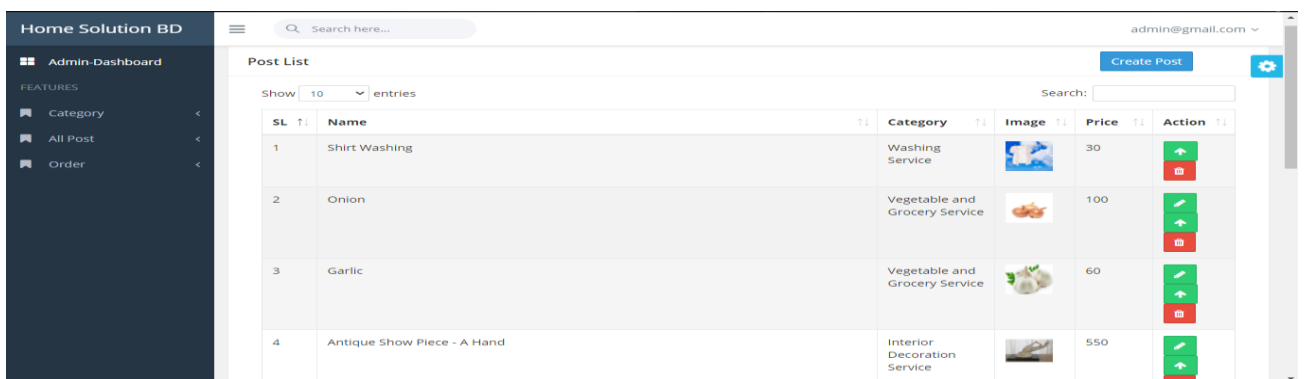 Home Solution BD
Search here...
admin@gmail.com
Admin-Dashboard
FEATURES
Category
All Post
Order
Post List
Create Post
Show 10 entries
Search:
SL Name Category Image Price Action
1 Shirt Washing Washing Service 30
2 Onion Vegetable and Grocery Service 100
3 Garlic Vegetable and Grocery Service 60
4 Antique Show Piece - A Hand Interior Decoration Service 550